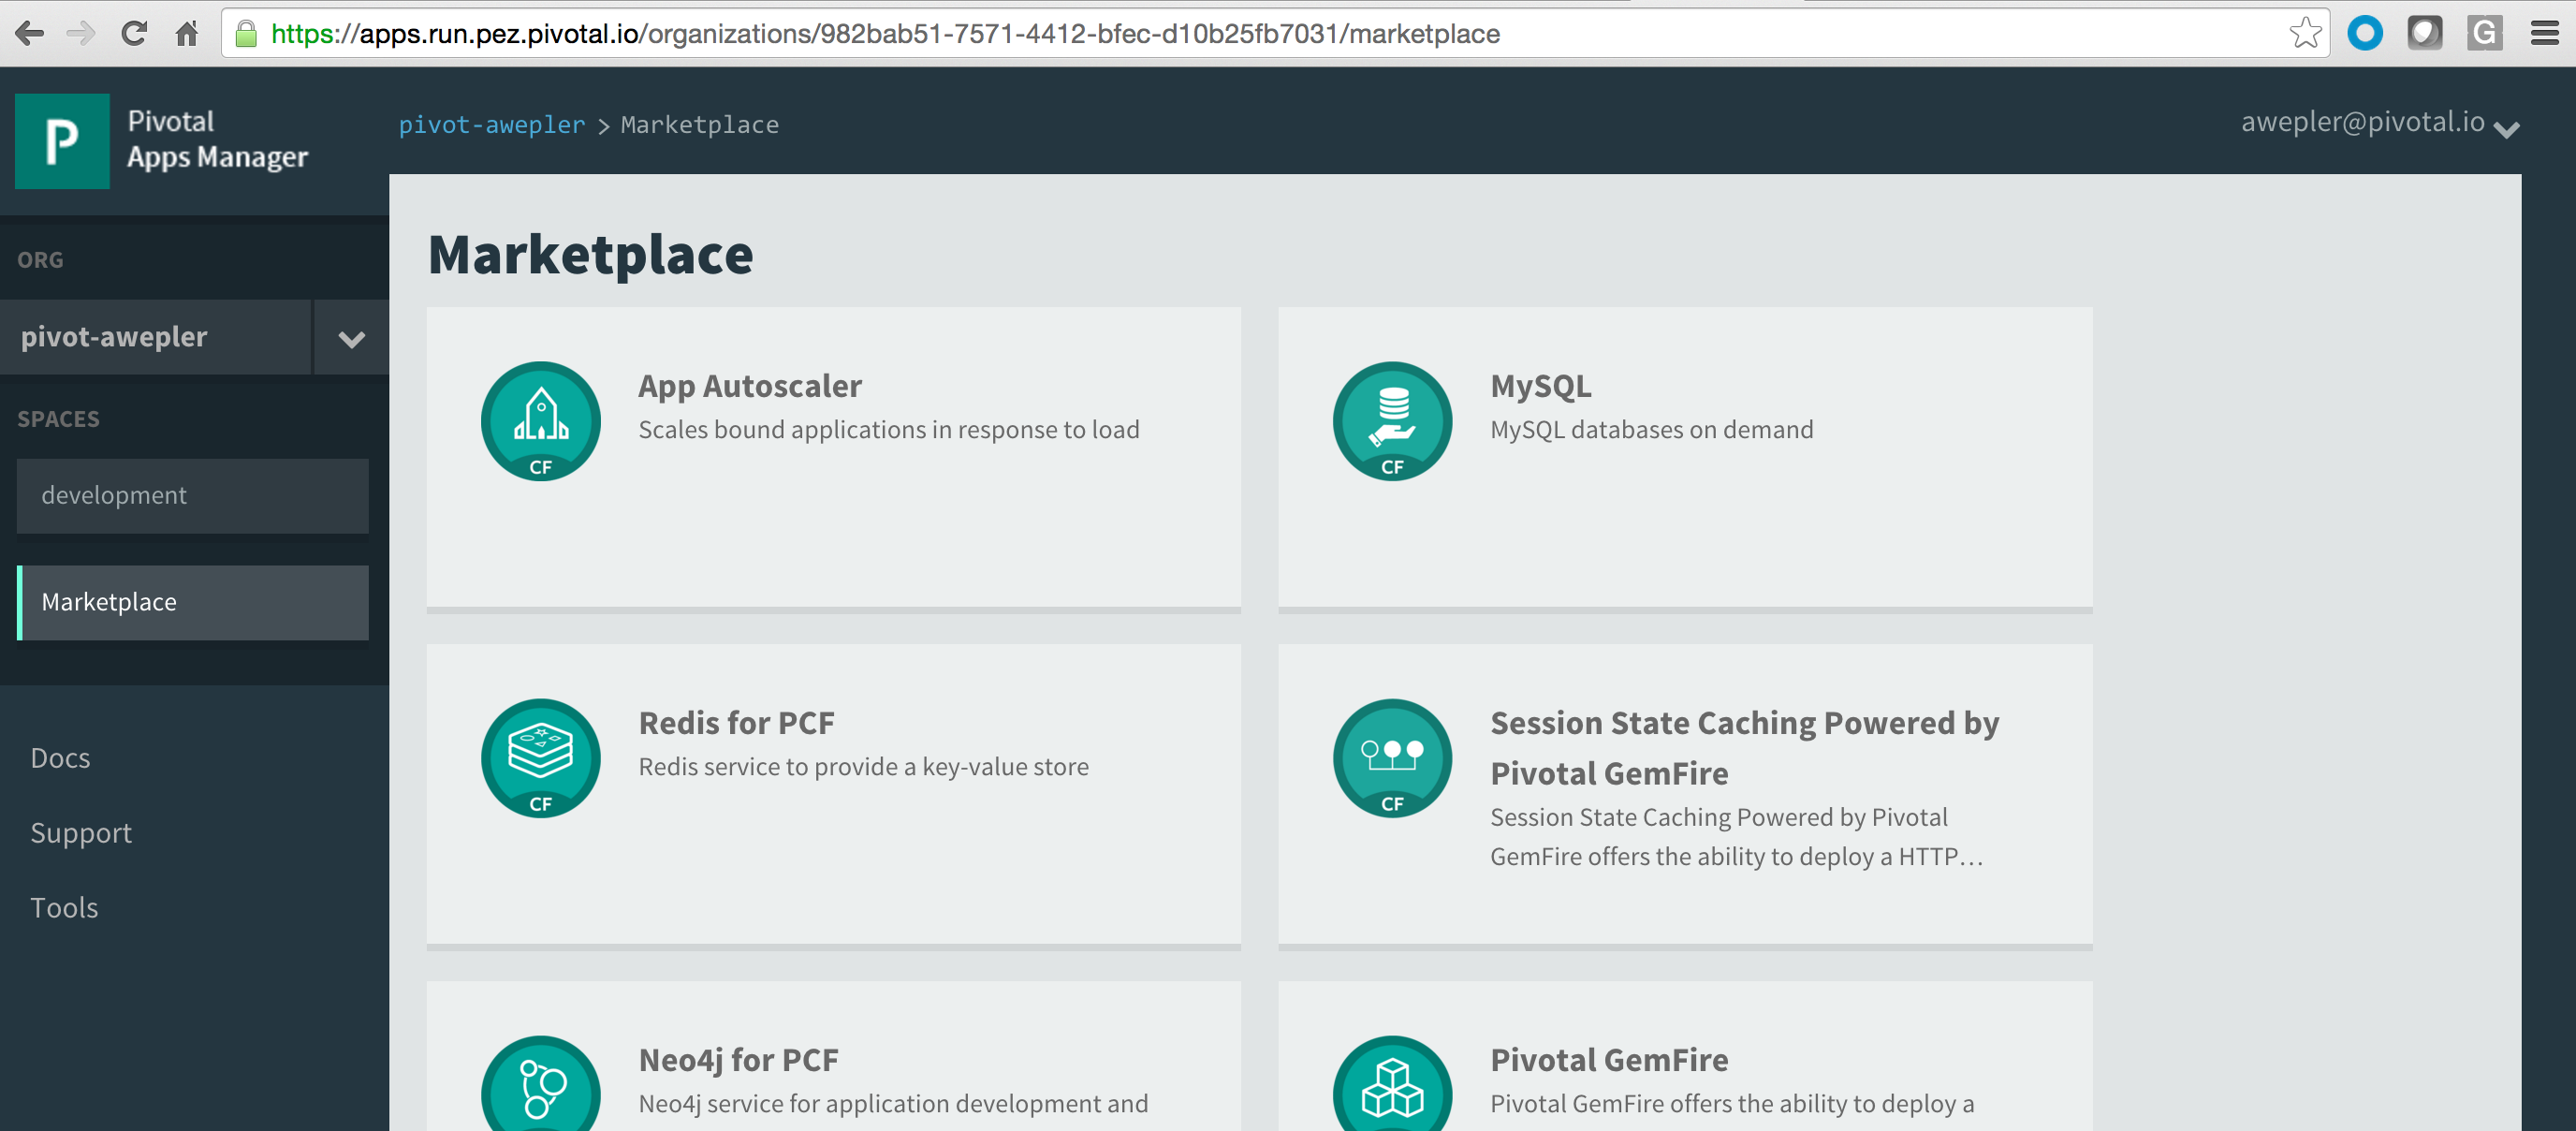 https://apps.run.pez.pivotal.io/organizations/982bab51-7571-4412-bfec-d10b25fb7031/marketplace
G
P
Pivotal
Apps Manager
pivot-awepler > Marketplace
awepler@pivotal.io
ORG
pivot-awepler
SPACES
development
Marketplace
Docs
Support
Tools
Marketplace
CF
App Autoscaler
Scales bound applications in response to load
CF
MySQL
MySQL databases on demand
CF
Redis for PCF
Redis service to provide a key-value store
CF
Session State Caching Powered by
Pivotal GemFire
Session State Caching Powered by Pivotal
GemFire offers the ability to deploy a HTTP…
Neo4j for PCF
Neo4j service for application development and
Pivotal GemFire
Pivotal GemFire offers the ability to deploy a